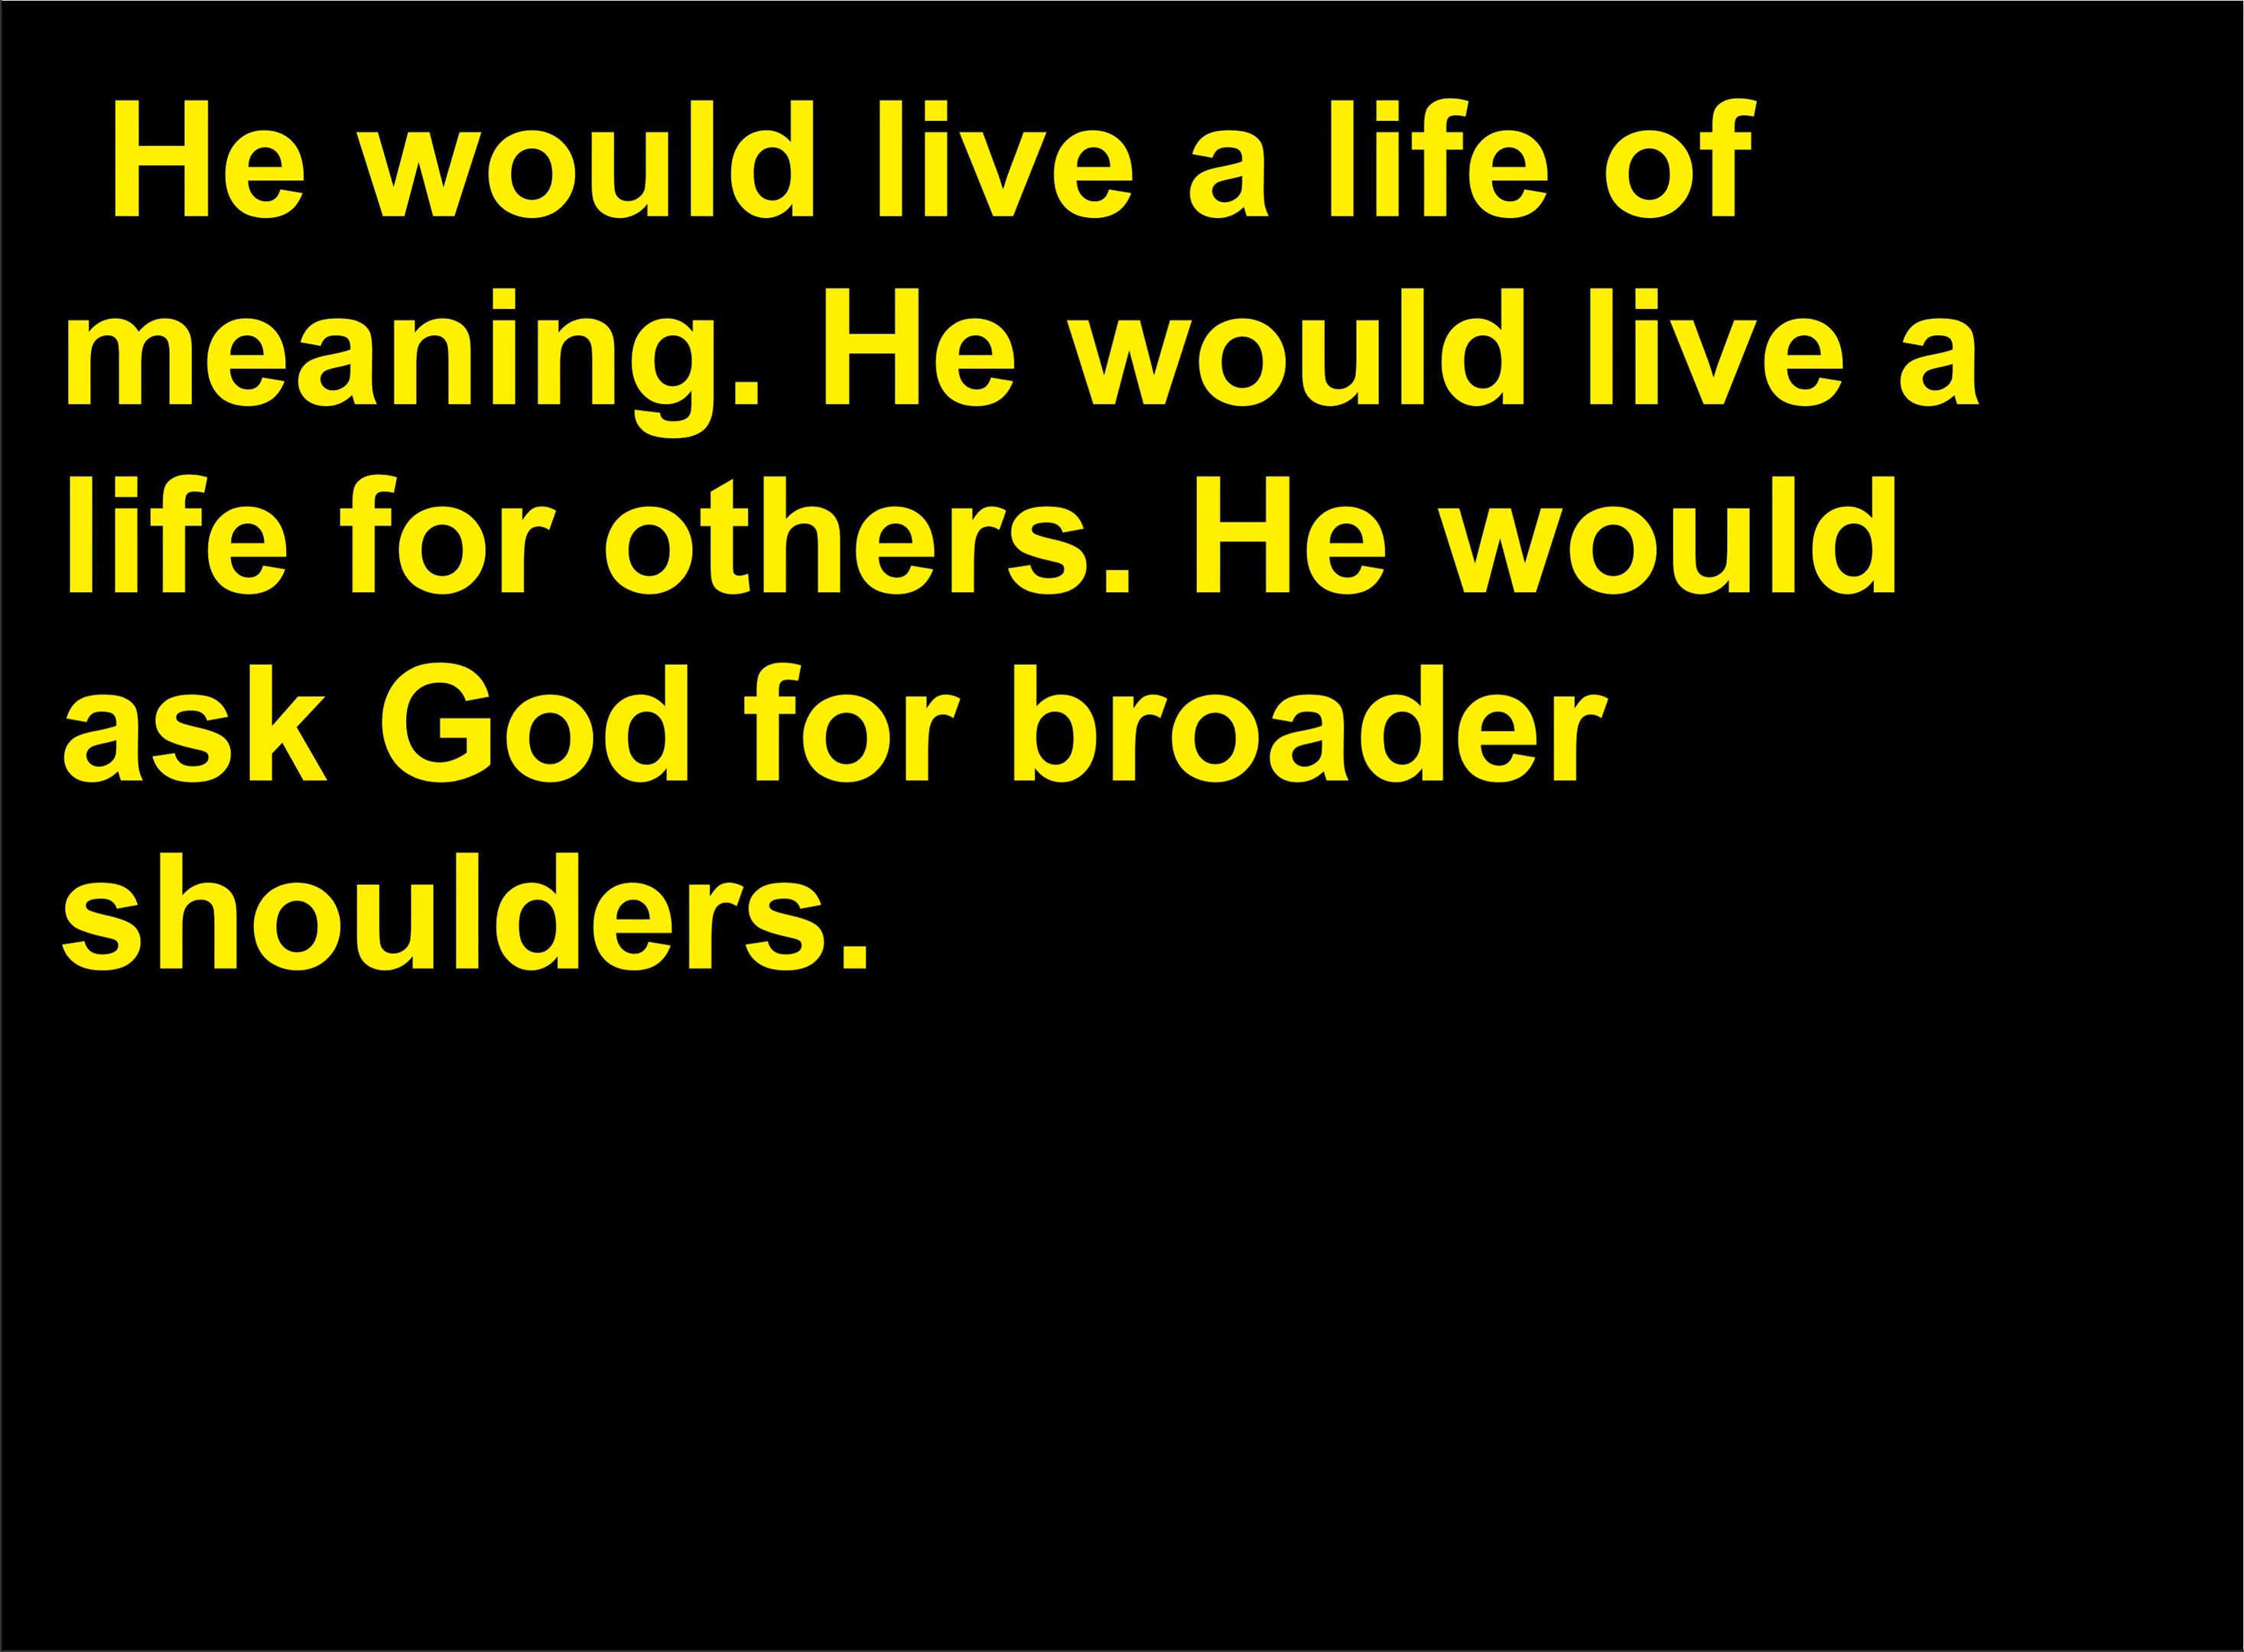 He would live a life of
meaning. He would live a
life for others. He would
ask God for broader
shoulders.